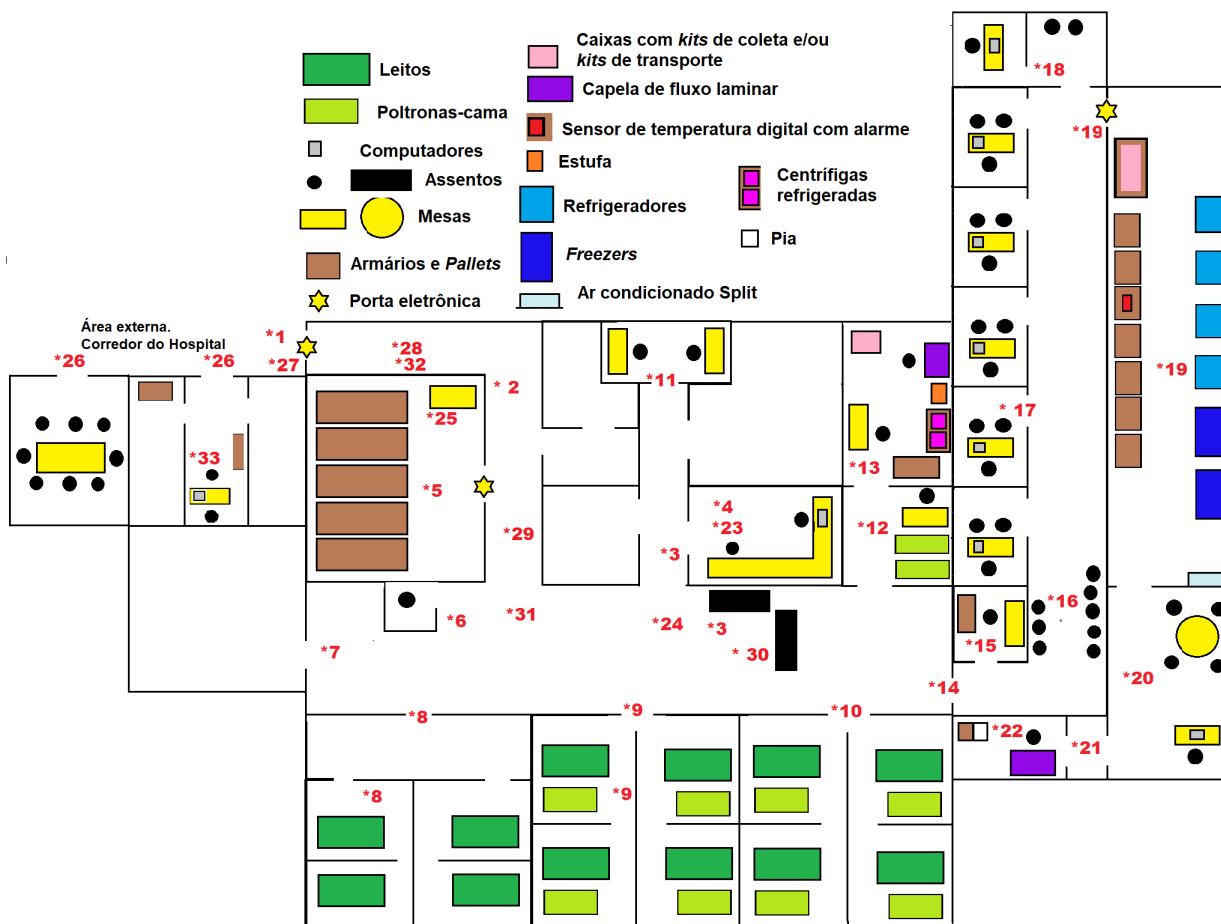 Leitos
Poltronas-cama
Computadores
Assentos
Mesas
Armários e Pallets
Porta eletrônica
Caixas com kits de coleta e/ou
kits de transporte
Capela de fluxo laminar
Sensor de temperatura digital com alarme
Estufa
Refrigeradores
Freezers
Ar condicionado Split
Centrífigas
refrigeradas
Pia
Área externa.
Corredor do Hospital
*18
*19
*1
*26
*26
*27
*28
*32
* 2
*11
*19
*25
*17
*33
*13
*5
*4
*23
*12
*29
*3
*16
*6
*31
*24
*3
*7
* 30
*15
*20
*14
*8
*9
*10
*22
*21
*8
*9